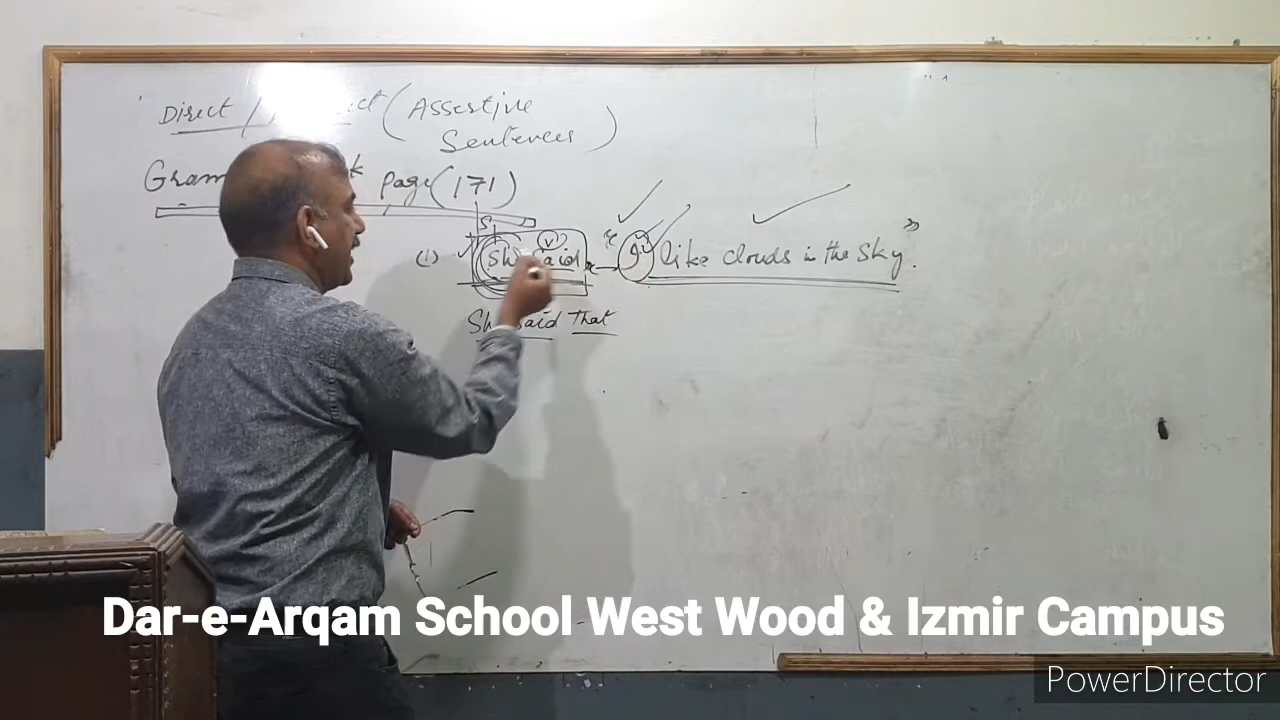 Direct / (Assertive
Sentences)
Page (171)
S
V
(1) Said, "I like clouds in the Sky".
Said That
Dar-e-Arqam School West Wood & Izmir Campus
PowerDirector